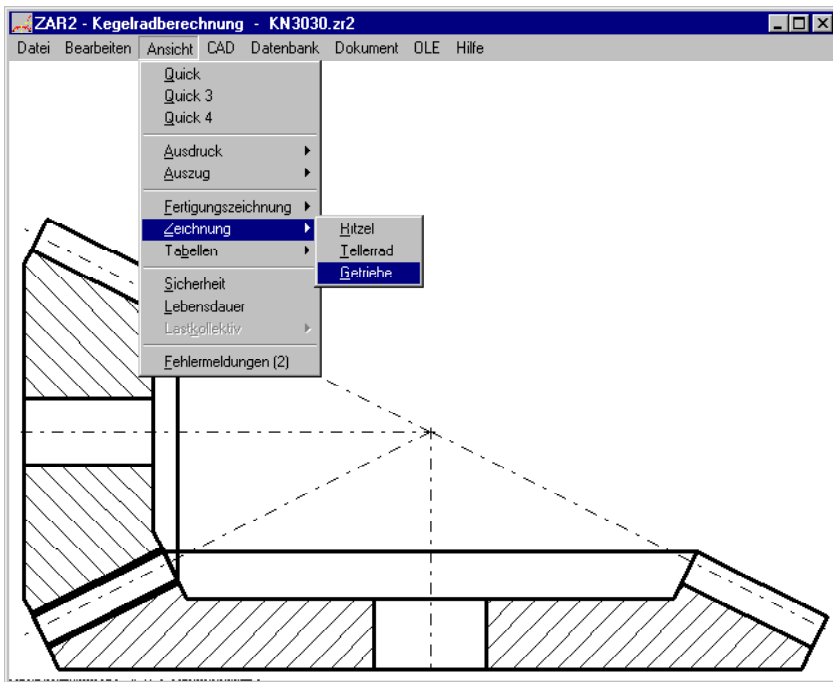 ZAR2 - Kegelradberechnung - KN3030.zr2
Datei Bearbeiten Ansicht CAD Datenbank Dokument OLE Hilfe
Quick
Quick 3
Quick 4
Ausdruck
Auszug
Fertigungszeichnung
Zeichnung
Tabellen
Sicherheit
Lebensdauer
Lastkollektiv
Fehlermeldungen (2)
Ritzel
Tellerrad
Getriebe